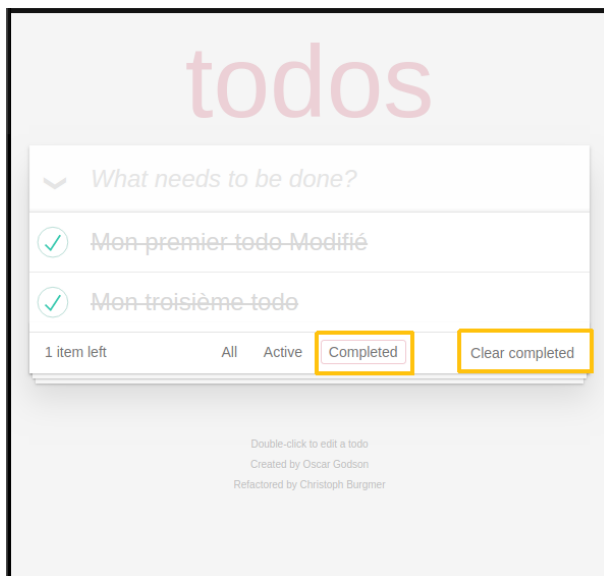 todos
What needs to be done?
Mon premier todo Modifié
Mon troisième todo
1 item left All Active Completed Clear completed
Double-click to edit a todo
Created by Oscar Godson
Refactored by Christoph Burgmer